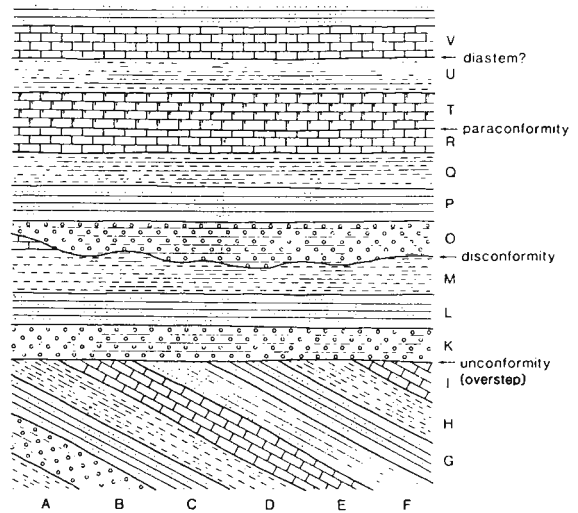 V
diastem?
U
T
paraconformity
R
Q
P
O
disconformity
M
L
K
unconformity
(overstep)
I
H
G
A B C D E F